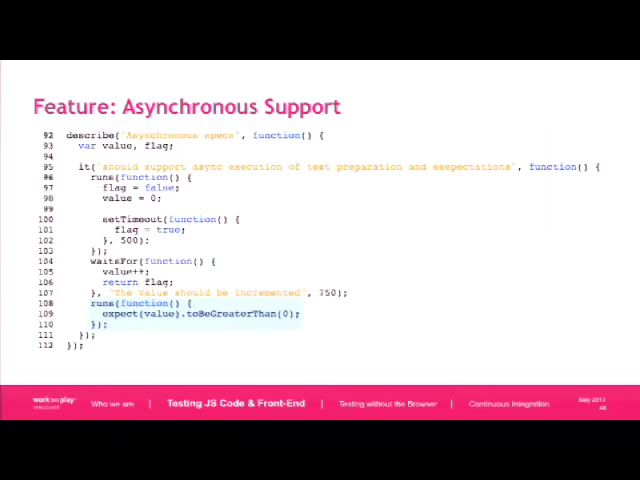 Feature: Asynchronous Support
92 describe("Asynchronous specs", function() {
93 var value, flag;
94
95 it("should support async execution of test preparation and exepectations", function() {
96 runs(function() {
97 flag = false;
98 value = 0;
99
100 setTimeout(function() {
101 flag = true;
102 }, 500);
103 });
104 waitsFor(function() {
105 value++;
106 return flag;
107 }, "The Value should be incremented", 750);
108 runs(function() {
109 expect(value).toBeGreaterThan(0);
110 });
111 });
112 });
Who we are | Testing JS Code & Front-End | Testing without the Browser | Continuous Integration
May 2013
48